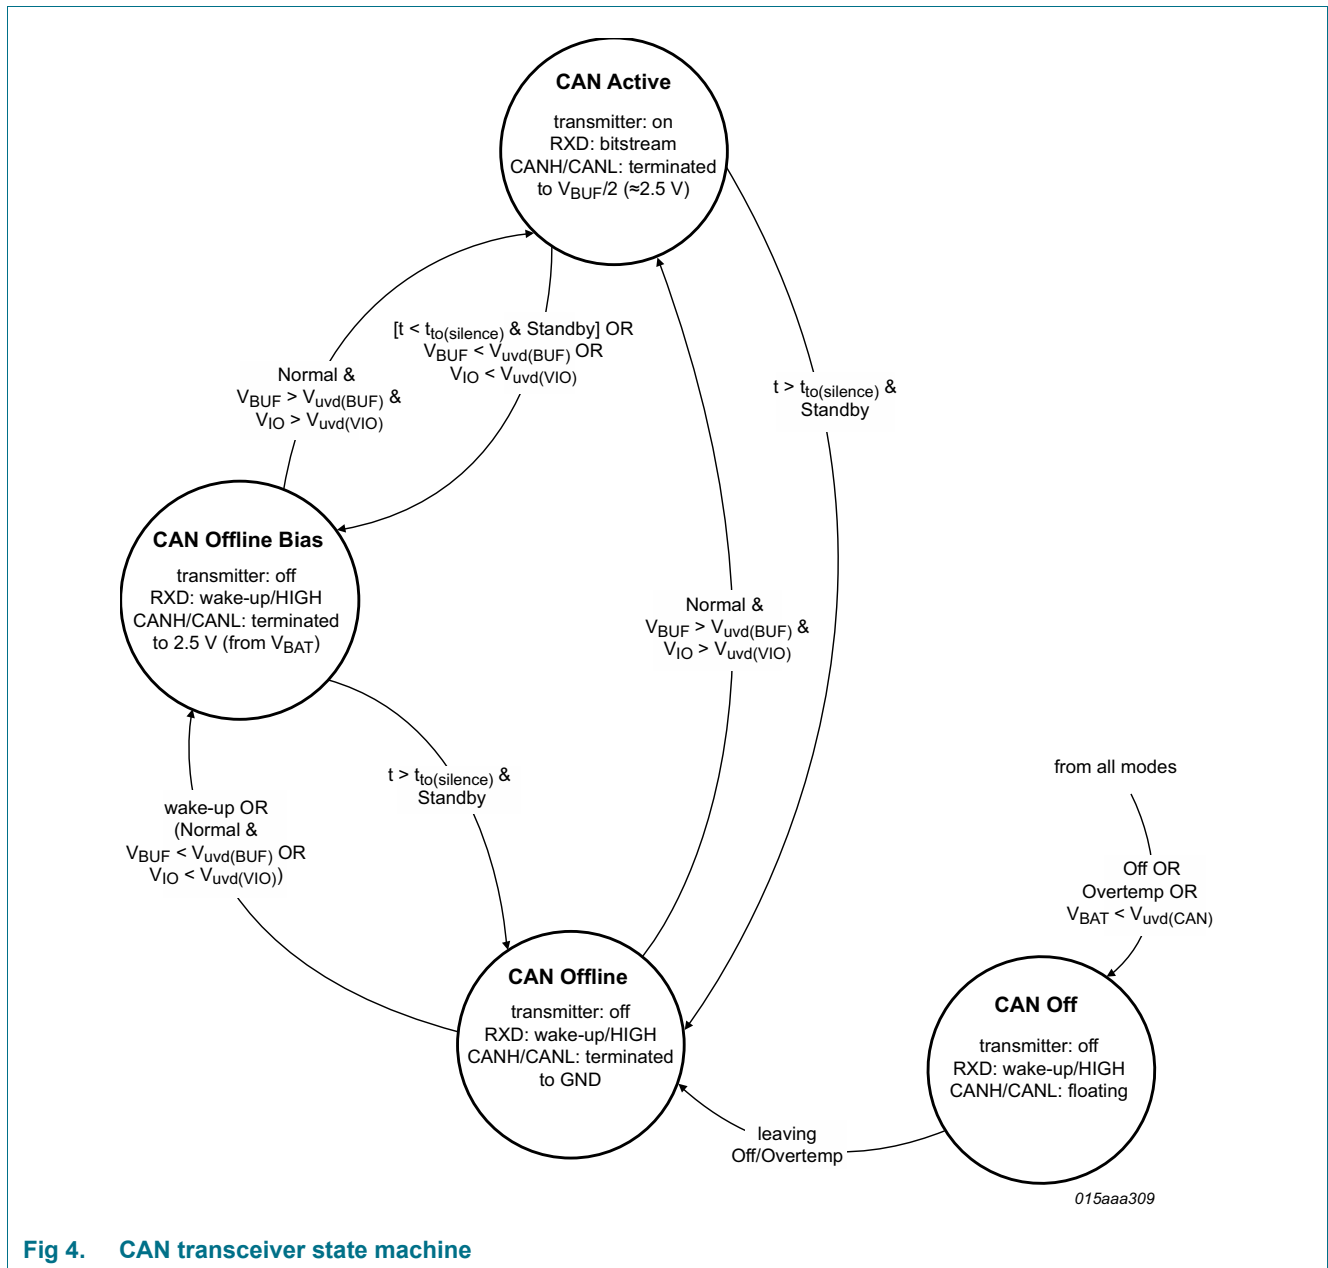 CAN Active
transmitter: on
RXD: bitstream
CANH/CANL: terminated
to VBUF/2 (≈2.5 V)
[t < tto(silence) & Standby] OR
VBUF < Vuvd(BUF) OR
VIO < Vuvd(VIO)
Normal &
VBUF > Vuvd(BUF) &
VIO > Vuvd(VIO)
t > tto(silence) &
Standby
CAN Offline Bias
transmitter: off
RXD: wake-up/HIGH
CANH/CANL: terminated
to 2.5 V (from VBAT)
Normal &
VBUF > Vuvd(BUF) &
VIO > Vuvd(VIO)
t > tto(silence) &
Standby
wake-up OR
(Normal &
VBUF < Vuvd(BUF) OR
VIO < Vuvd(VIO))
from all modes
Off OR
Overtemp OR
VBAT < Vuvd(CAN)
CAN Offline
transmitter: off
RXD: wake-up/HIGH
CANH/CANL: terminated
to GND
CAN Off
transmitter: off
RXD: wake-up/HIGH
CANH/CANL: floating
leaving
Off/Overtemp
015aaa309
Fig 4. CAN transceiver state machine